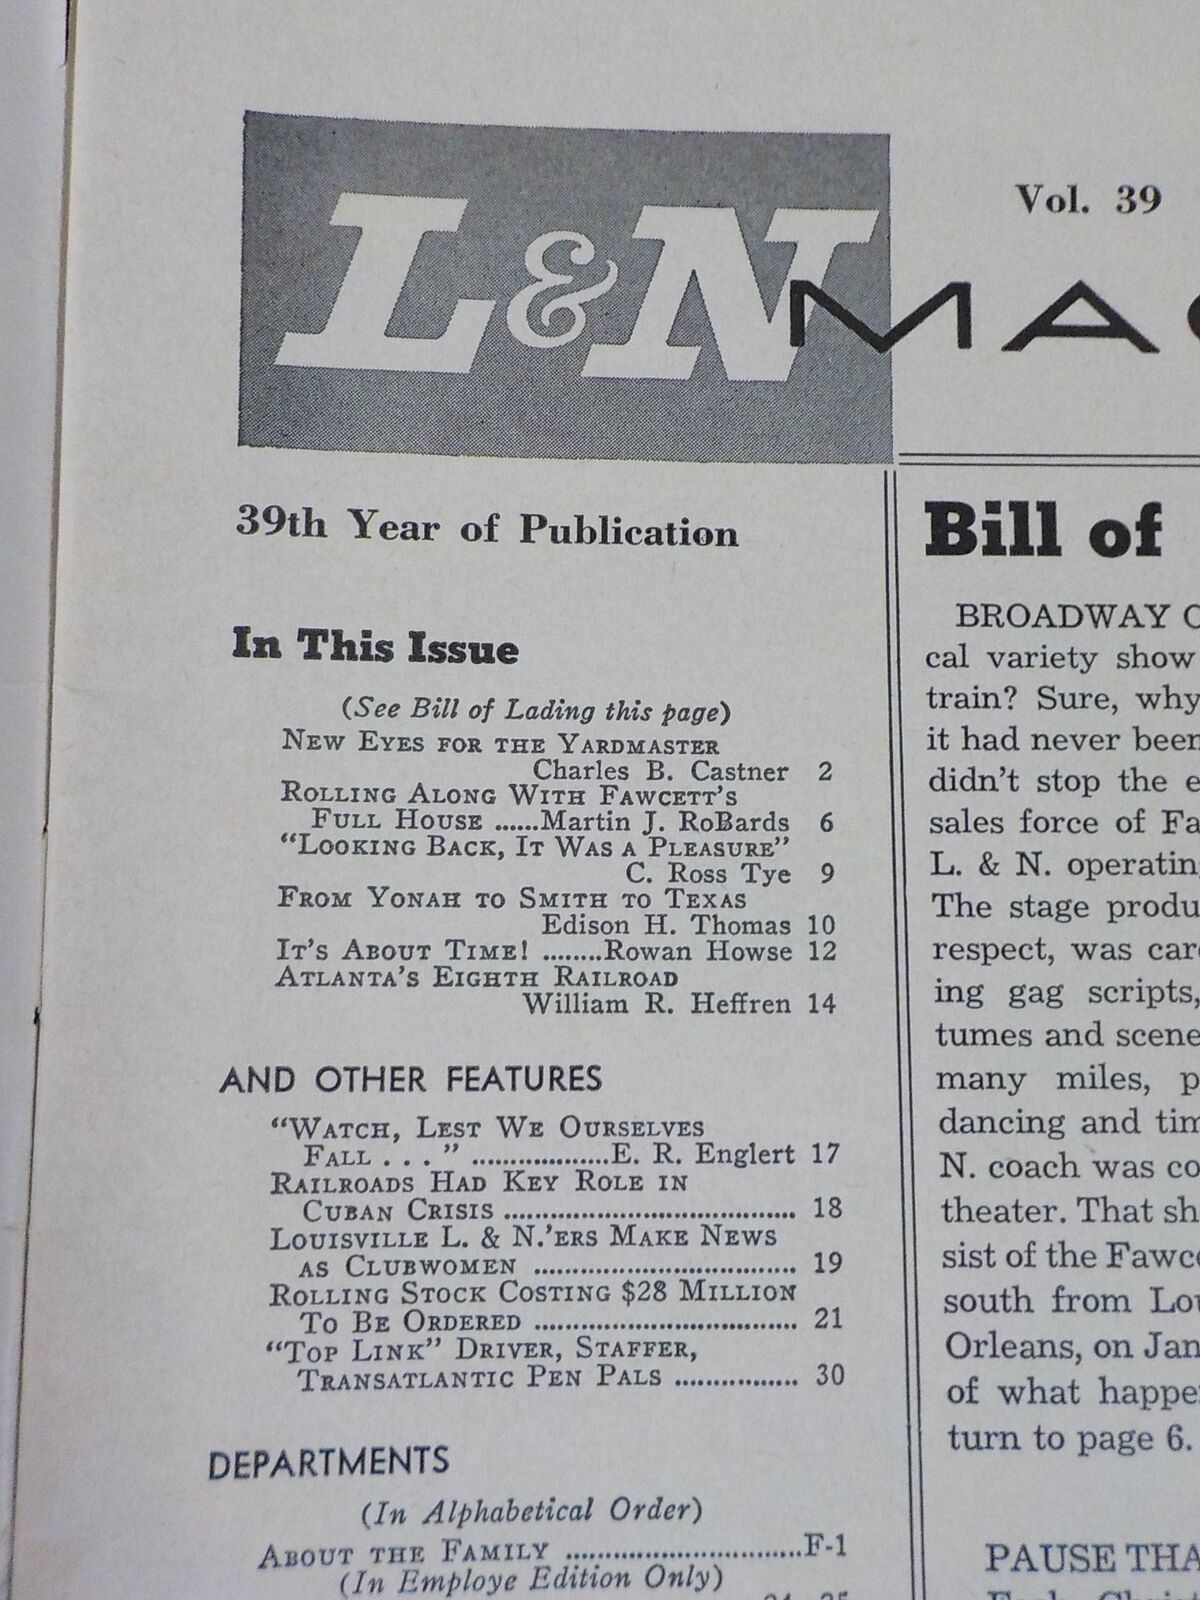 L&N
Vol. 39
39th Year of Publication
In This Issue
(See Bill of Lading this page)
New Eyes for the Yardmaster
Charles B. Castner 2
Rolling Along With Fawcett's
Full House ......Martin J. RoBards 6
"Looking Back, It Was a Pleasure"
C. Ross Tye 9
From Yonah to Smith to Texas
Edison H. Thomas 10
It's About Time! ........Rowan Howse 12
Atlanta's Eighth Railroad
William R. Heffren 14
AND OTHER FEATURES
"Watch, Lest We Ourselves
Fall . . . " ..................E. R. Englert 17
Railroads Had Key Role in
Cuban Crisis ..................................... 18
Louisville L. & N.'ers Make News
as Clubwomen ................................. 19
Rolling Stock Costing $28 Million
To Be Ordered ................................. 21
"Top Link" Driver, Staffer,
Transatlantic Pen Pals ................ 30
DEPARTMENTS
(In Alphabetical Order)
About the Family ..............................F-1
(In Employe Edition Only)
Bill of
BROADWAY
cal variety show
train? Sure, why
it had never been
didn't stop the
sales force of
L. & N. operating
The stage
respect, was
ing gag scripts,
tumes and
many miles,
dancing and
N. coach was
theater. That
sist of the
south from
Orleans, on
of what
turn to page 6.
PAUSE